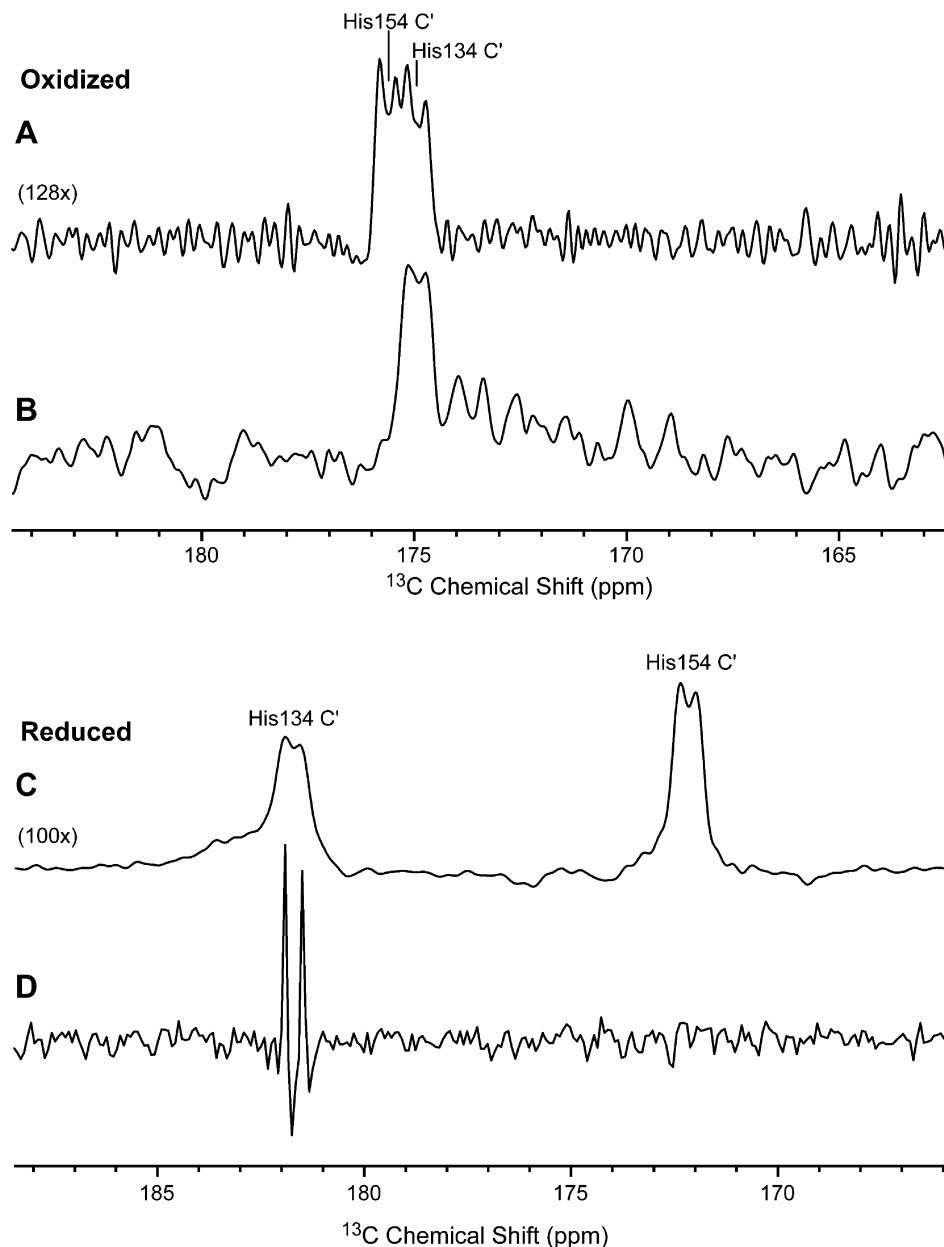 His154 C'
His134 C'
Oxidized
A
(128x)
B
180 175 170 165
¹³C Chemical Shift (ppm)
His154 C'
His134 C'
Reduced
C
(100x)
D
185 180 175 170
¹³C Chemical Shift (ppm)